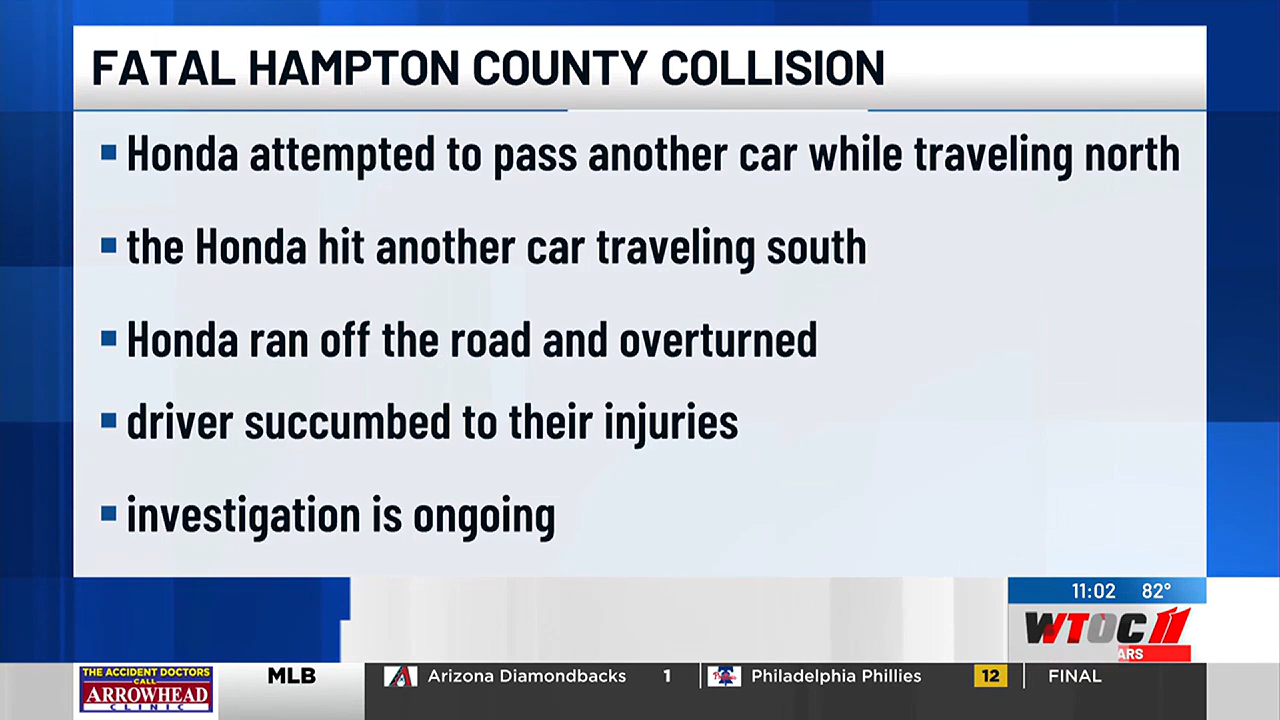 FATAL HAMPTON COUNTY COLLISION
Honda attempted to pass another car while traveling north
the Honda hit another car traveling south
Honda ran off the road and overturned
driver succumbed to their injuries
investigation is ongoing
11:02 82°
WTOC 11
ARS
THE ACCIDENT DOCTORS
CALL
ARROWHEAD
CLINIC
MLB
Arizona Diamondbacks 1
Philadelphia Phillies 12
FINAL